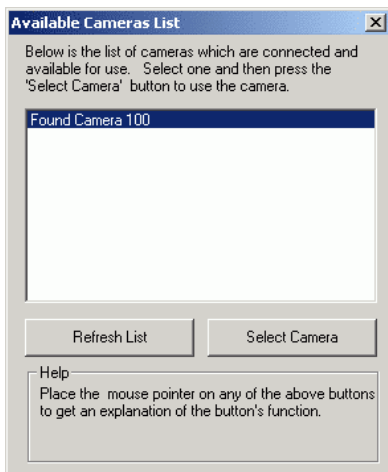 Available Cameras List
Below is the list of cameras which are connected and
available for use. Select one and then press the
'Select Camera' button to use the camera.
Found Camera 100
Refresh List Select Camera
Help
Place the mouse pointer on any of the above buttons
to get an explanation of the button's function.